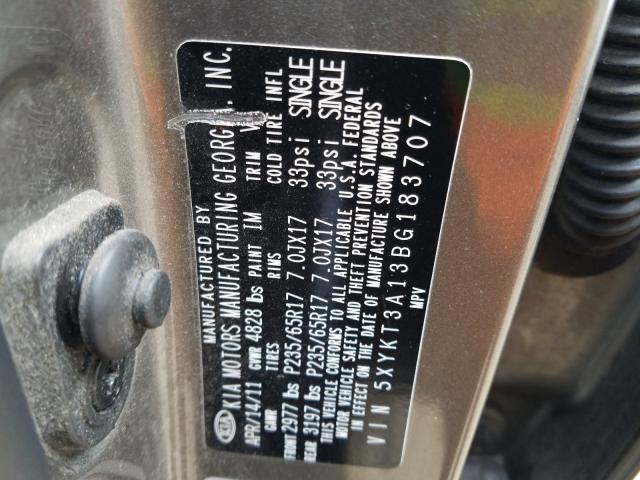 MANUFACTURED BY
KIA KIA MOTORS MANUFACTURING GEORGIA, INC.
APR/14/11 GVWR 4828 lbs PAINT IM TRIM
GAWR TIRES RIMS COLD TIRE INFL
FRONT 2977 lbs P235/65R17 7.0JX17 33psi SINGLE
REAR 3197 lbs P235/65R17 7.0JX17 33psi SINGLE
THIS VEHICLE CONFORMS TO ALL APPLICABLE U.S.A. FEDERAL
MOTOR VEHICLE SAFETY AND THEFT PREVENTION STANDARDS
IN EFFECT ON THE DATE OF MANUFACTURE SHOWN ABOVE
VIN 5XYKT3A13BG183707
MPV